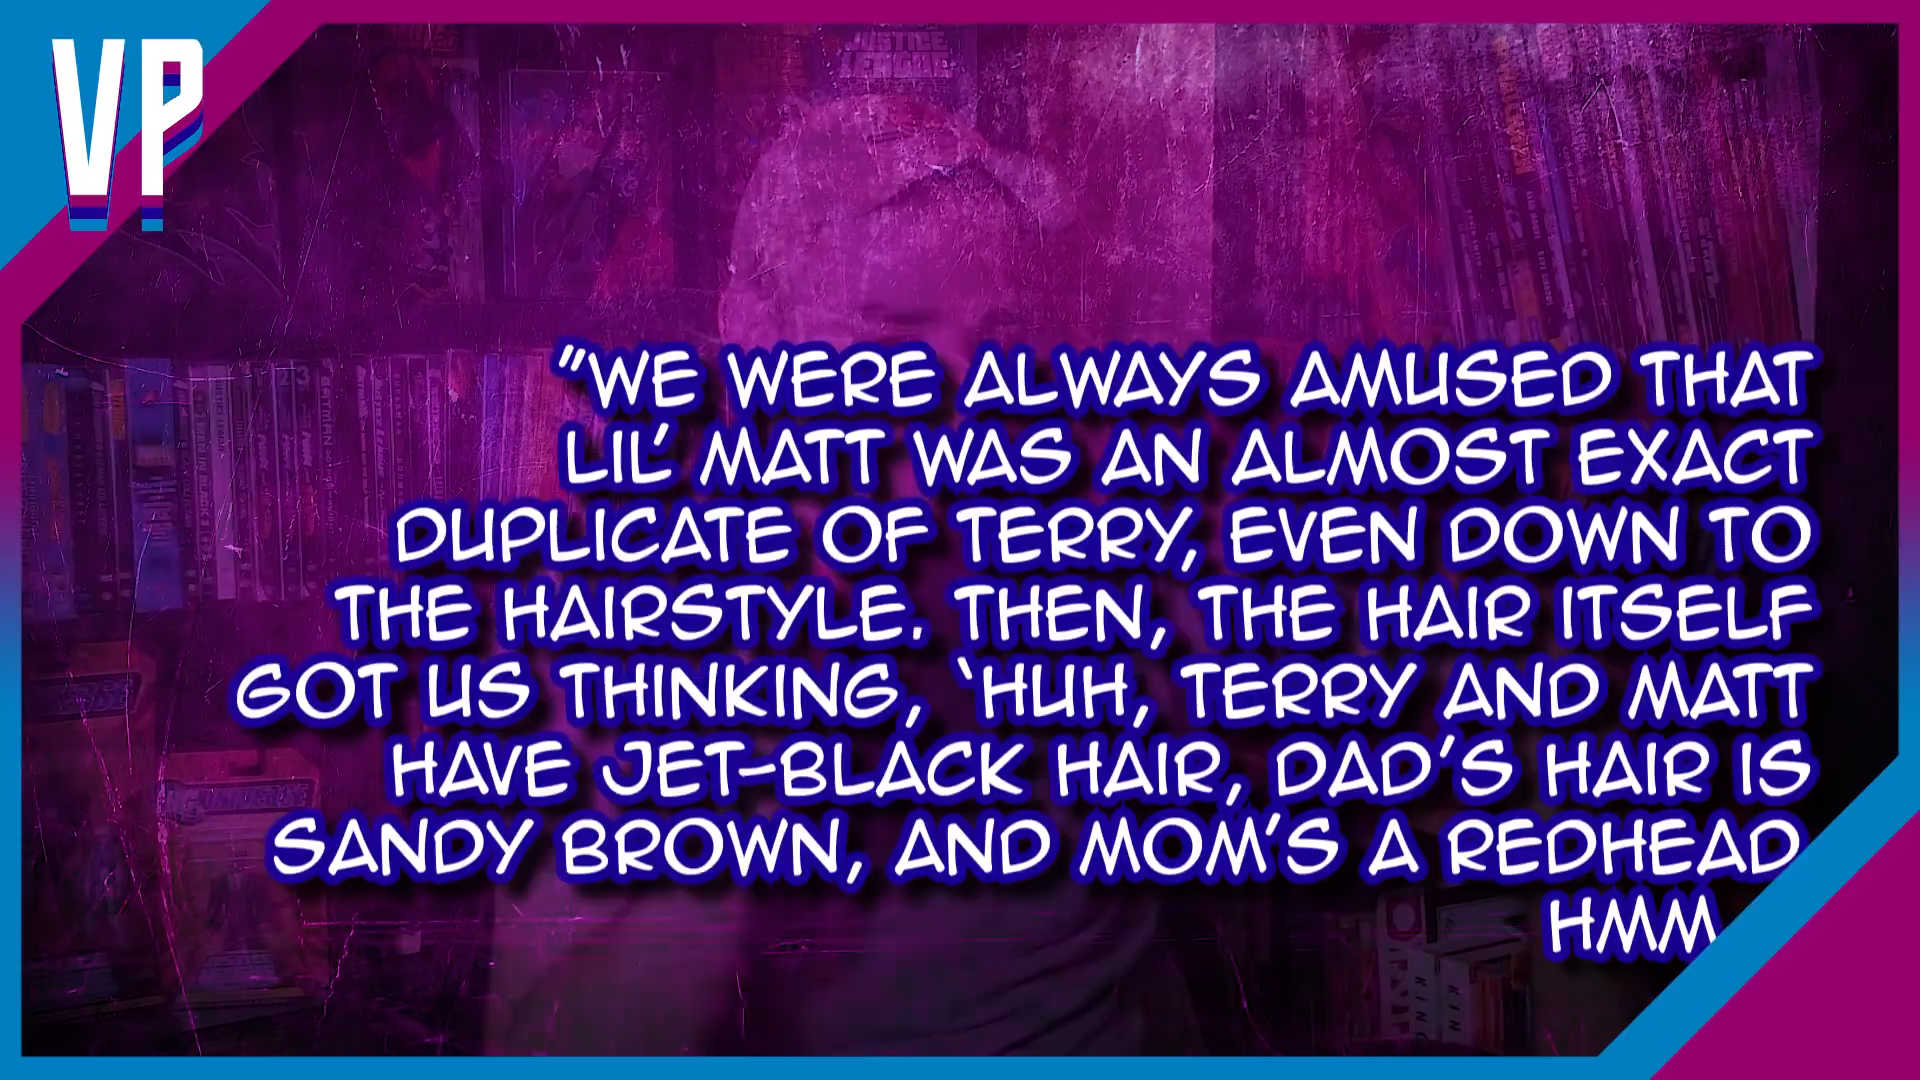 VP
JUSTICE
LEAGUE
"WE WERE ALWAYS AMUSED THAT
LIL' MATT WAS AN ALMOST EXACT
DUPLICATE OF TERRY, EVEN DOWN TO
THE HAIRSTYLE. THEN, THE HAIR ITSELF
GOT US THINKING, 'HUH, TERRY AND MATT
HAVE JET-BLACK HAIR, DAD'S HAIR IS
SANDY BROWN, AND MOM'S A REDHEAD
HMM